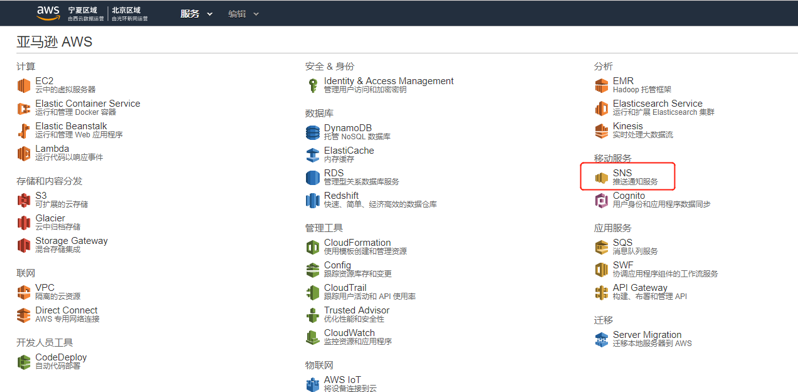 aws 宁夏区域 由西云数据运营 北京区域 由光环新网运营 服务 编辑
亚马逊 AWS
计算
EC2
云中的虚拟服务器
Elastic Container Service
运行和管理 Docker 容器
Elastic Beanstalk
运行和管理 Web 应用程序
Lambda
运行代码以响应事件
存储和内容分发
S3
可扩展的云存储
Glacier
云中归档存储
Storage Gateway
混合存储集成
联网
VPC
隔离的云资源
Direct Connect
AWS 专用网络连接
开发人员工具
CodeDeploy
自动代码部署
安全 & 身份
Identity & Access Management
管理用户访问和加密密钥
数据库
DynamoDB
托管 NoSQL 数据库
ElastiCache
内存缓存
RDS
管理型关系数据库服务
Redshift
快速、简单、经济高效的数据仓库
管理工具
CloudFormation
使用模板创建和管理资源
Config
跟踪资源库存和变更
CloudTrail
跟踪用户活动和 API 使用率
Trusted Advisor
优化性能和安全性
CloudWatch
监控资源和应用程序
物联网
AWS IoT
将设备连接到云
分析
EMR
Hadoop 托管框架
Elasticsearch Service
运行和扩展 Elasticsearch 集群
Kinesis
实时处理大数据流
移动服务
SNS
推送通知服务
Cognito
用户身份和应用程序数据同步
应用服务
SQS
消息队列服务
SWF
协调应用程序组件的工作流服务
API Gateway
构建、布署和管理 API
迁移
Server Migration
迁移本地服务器到 AWS